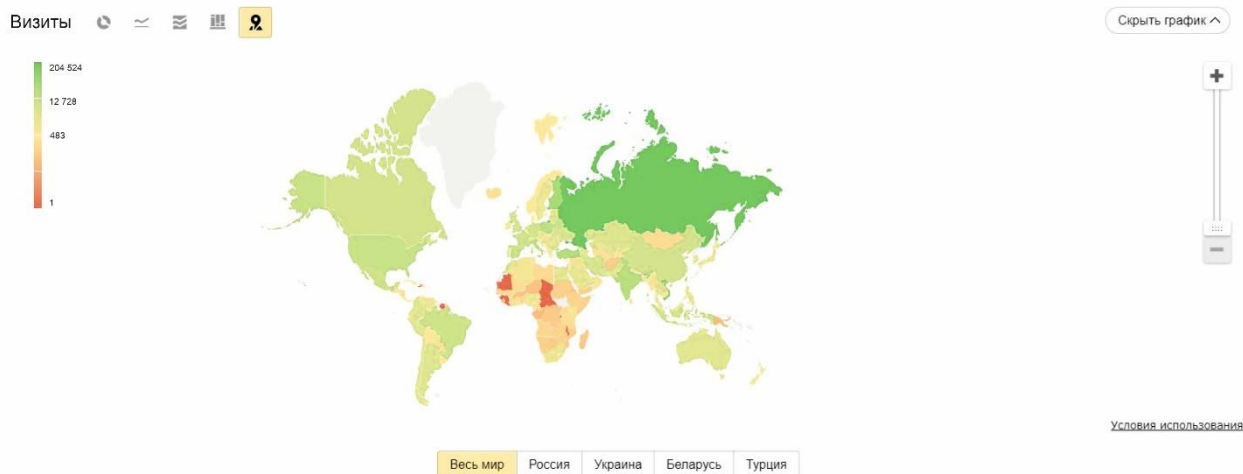 Визиты
Скрыть график
204 524
12 728
483
1
Условия использования
Весь мир
Россия
Украина
Беларусь
Турция